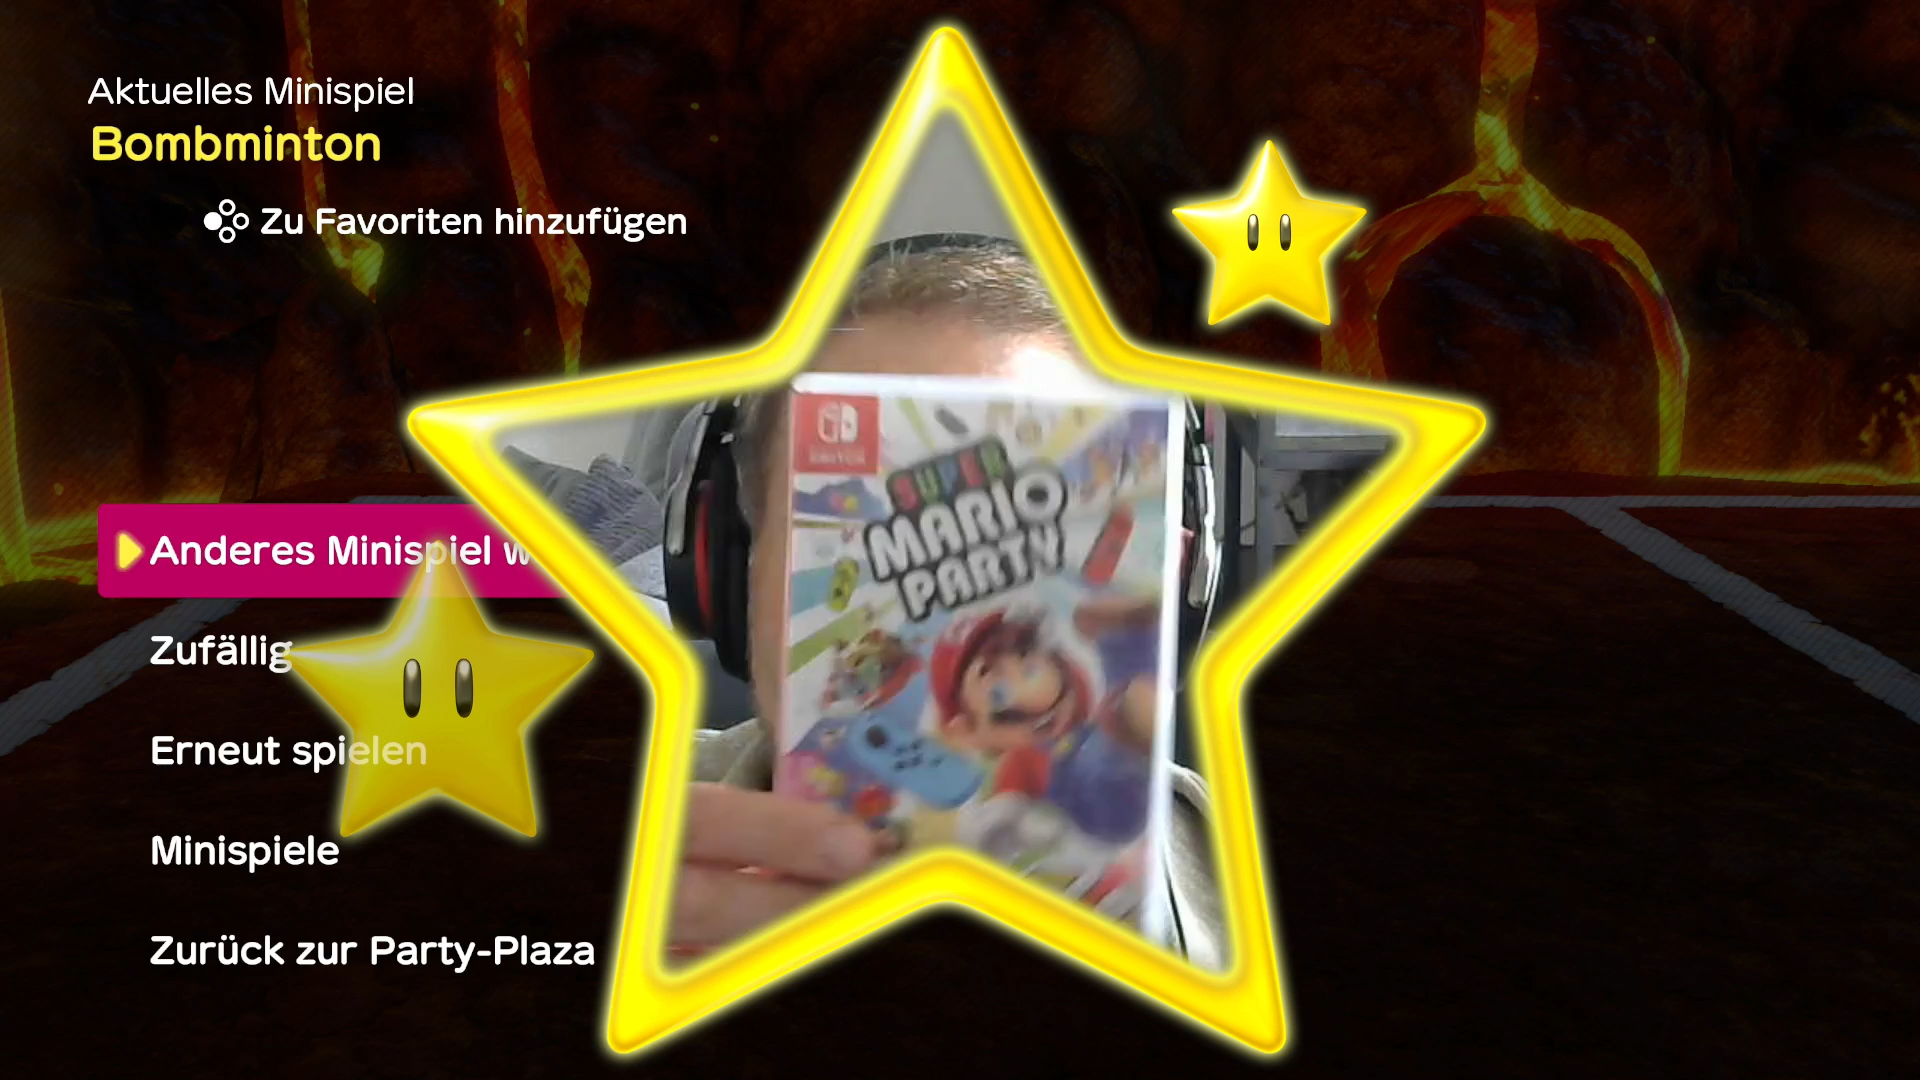 Aktuelles Minispiel
Bombminton
Zu Favoriten hinzufügen
Anderes Minispiel w
Zufällig
Erneut spielen
Minispiele
Zurück zur Party-Plaza
SUPER
MARIO
PARTY